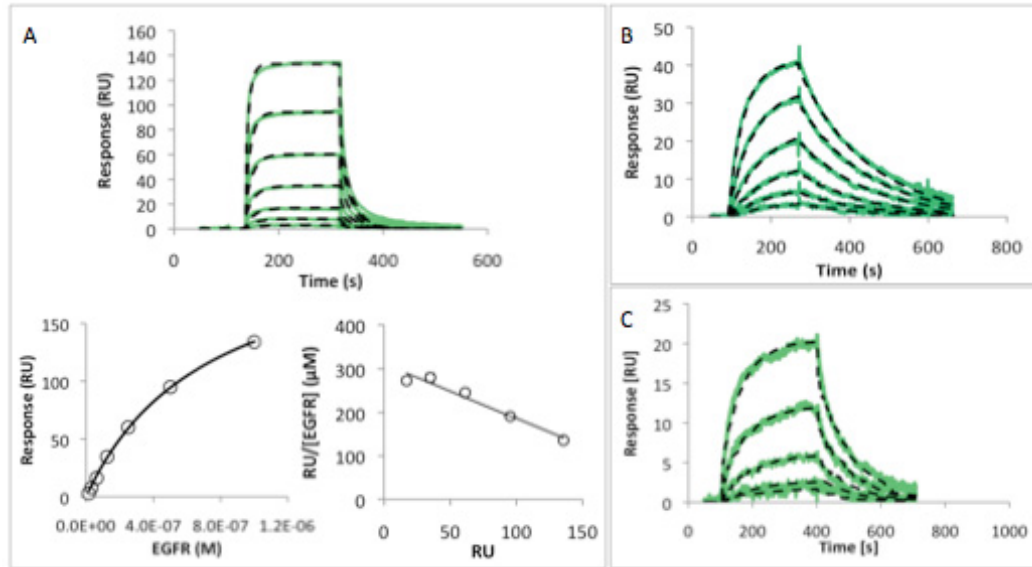 A
Response (RU)
160
140
120
100
80
60
40
20
0
0 200 400 600
Time (s)
Response (RU)
150
100
50
0
0.0E+00 4.0E-07 8.0E-07 1.2E-06
EGFR (M)
RU/[EGFR] (μM)
400
300
200
100
0
0 50 100 150
RU
B
Response (RU)
50
40
30
20
10
0
0 200 400 600 800
Time (s)
C
Response [RU]
25
20
15
10
5
0
0 200 400 600 800
Time [s]